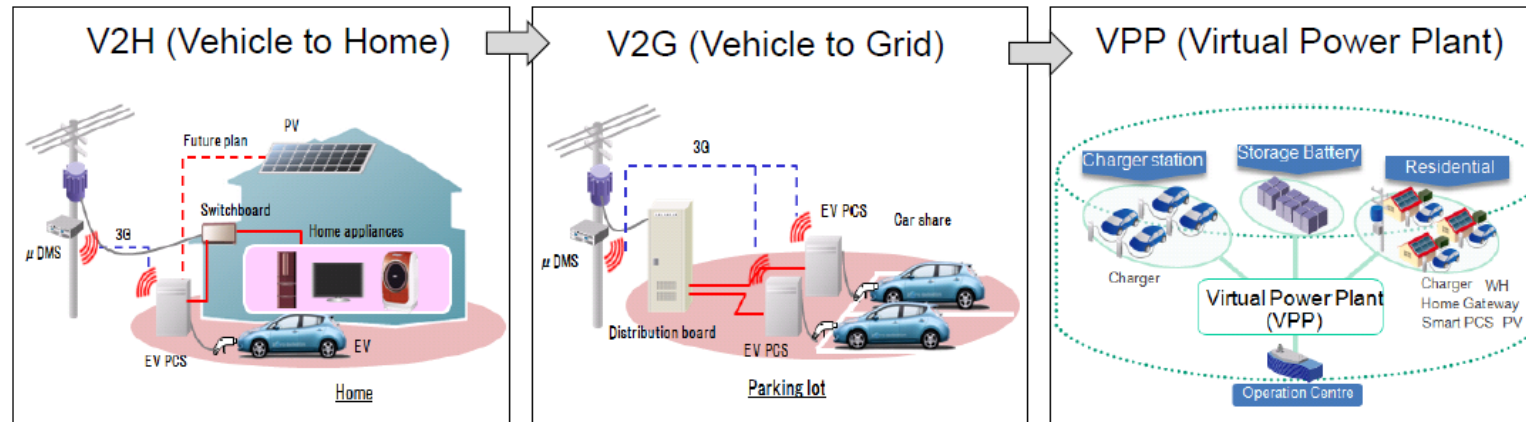 V2H (Vehicle to Home)
PV
Future plan
Switchboard
3G
Home appliances
μ DMS
EV PCS
EV
Home
V2G (Vehicle to Grid)
3G
EV PCS
Car share
μ DMS
Distribution board
EV PCS
Parking lot
VPP (Virtual Power Plant)
Charger station
Storage Battery
Residential
Charger
Charger WH
Home Gateway
Smart PCS PV
Virtual Power Plant
(VPP)
Operation Centre